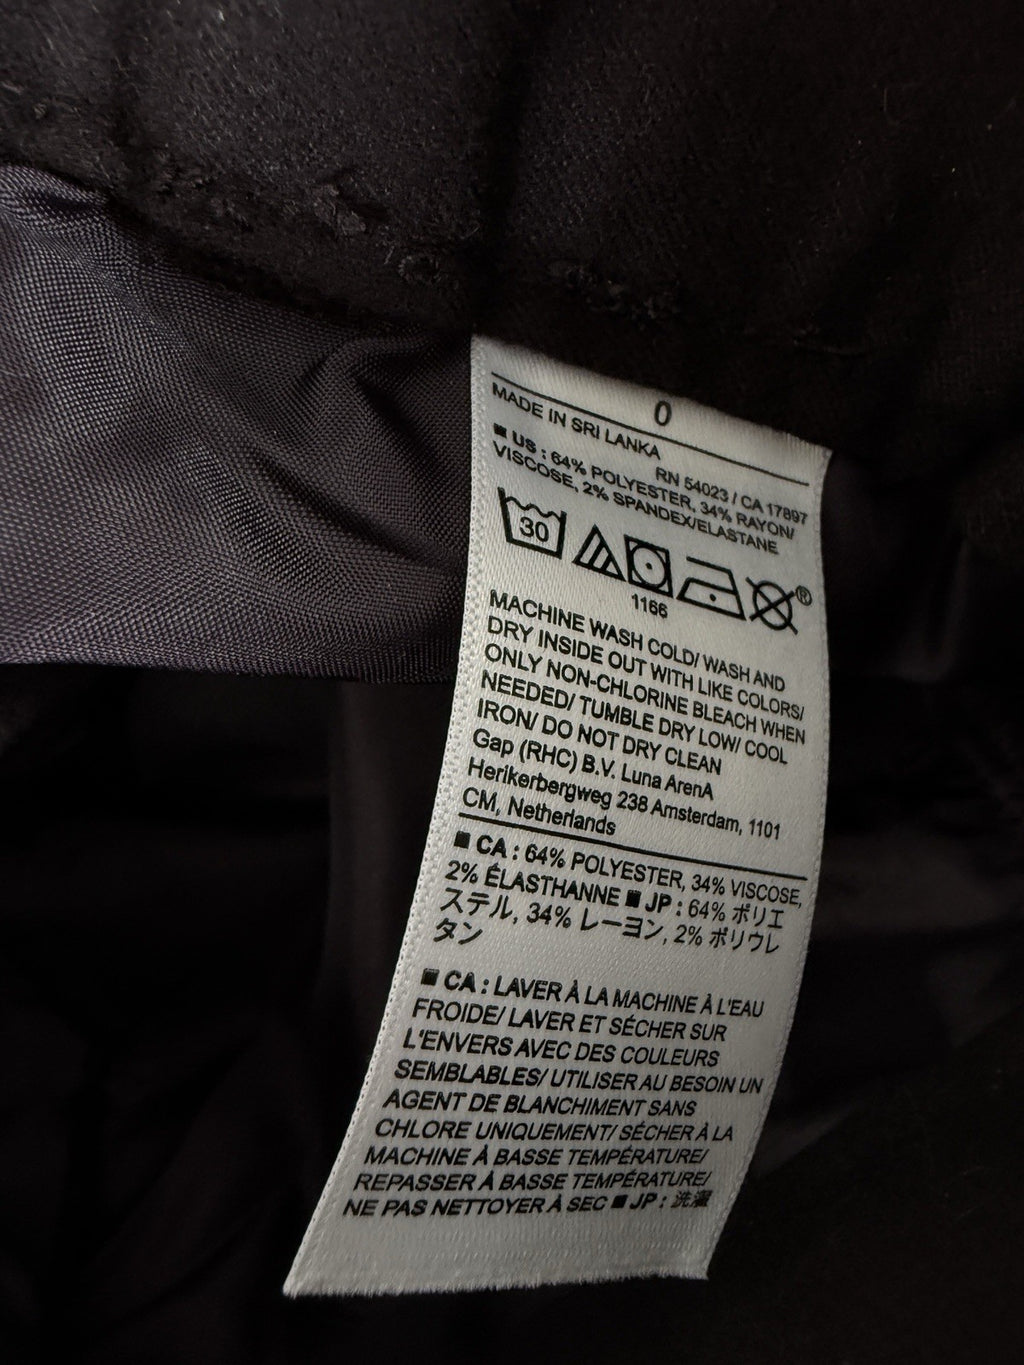 0
MADE IN SRI LANKA
RN 54023 / CA 17897
■ US : 64% POLYESTER, 34% RAYON/
VISCOSE, 2% SPANDEX/ELASTANE
30
®
1166
MACHINE WASH COLD/ WASH AND
DRY INSIDE OUT WITH LIKE COLORS/
ONLY NON-CHLORINE BLEACH WHEN
NEEDED/ TUMBLE DRY LOW/ COOL
IRON/ DO NOT DRY CLEAN
Gap (RHC) B.V. Luna ArenA
Herikerbergweg 238 Amsterdam, 1101
CM, Netherlands
■ CA : 64% POLYESTER, 34% VISCOSE,
2% ÉLASTHANNE ■ JP : 64% ポリエ
ステル, 34% レーヨン, 2% ポリウレ
タン
■ CA : LAVER À LA MACHINE À L'EAU
FROIDE/ LAVER ET SÉCHER SUR
L'ENVERS AVEC DES COULEURS
SEMBLABLES/ UTILISER AU BESOIN UN
AGENT DE BLANCHIMENT SANS
CHLORE UNIQUEMENT/ SÉCHER À LA
MACHINE À BASSE TEMPÉRATURE/
REPASSER À BASSE TEMPÉRATURE/
NE PAS NETTOYER À SEC ■ JP : 洗濯